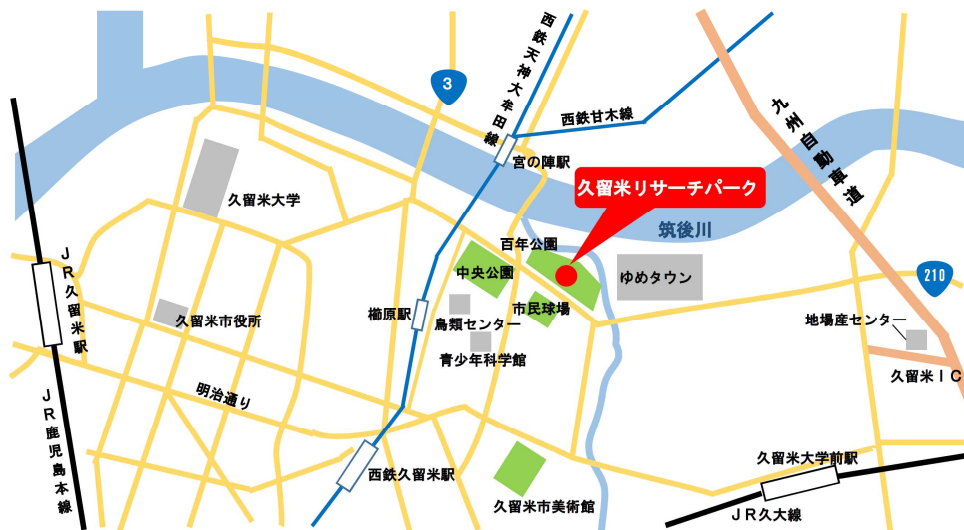 西鉄天神大牟田線
3
西鉄甘木線
九州自動車道
宮の陣駅
久留米リサーチパーク
久留米大学
筑後川
百年公園
中央公園
ゆめタウン
210
JR久留米駅
久留米市役所
櫛原駅
鳥類センター
市民球場
地場産センター
青少年科学館
久留米IC
明治通り
JR鹿児島本線
西鉄久留米駅
久留米大学前駅
久留米市美術館
JR久大線